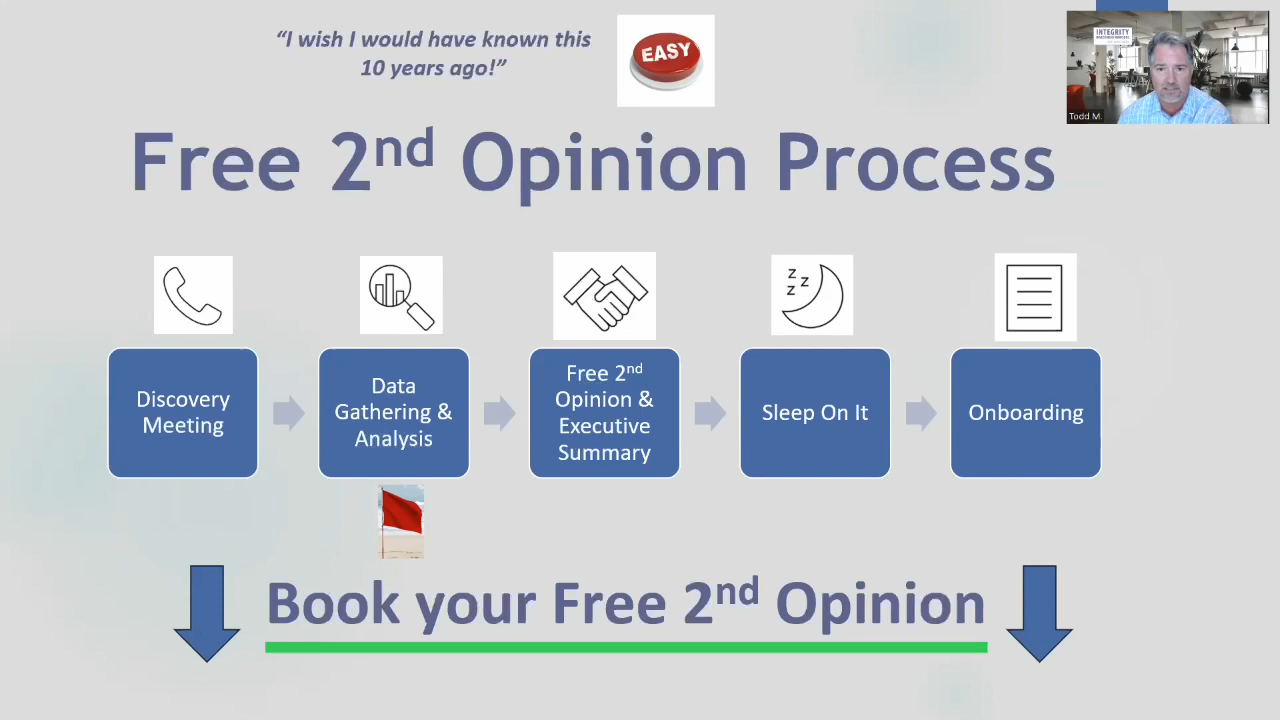 “I wish I would have known this
10 years ago!”
EASY
INTEGRITY
Todd M.
Free 2nd Opinion Process
z
z
z
Discovery
Meeting
Data
Gathering &
Analysis
Free 2nd
Opinion &
Executive
Summary
Sleep On It
Onboarding
Book your Free 2nd Opinion